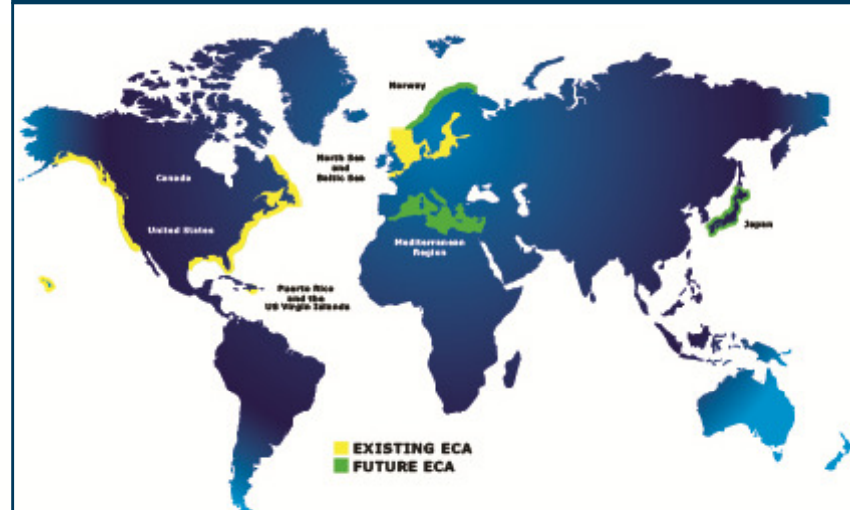 Norway
North Sea
and
Baltic Sea
Canada
United States
Japan
Mediterranean
Region
Puerto Rico
and the
US Virgin Islands
EXISTING ECA
FUTURE ECA